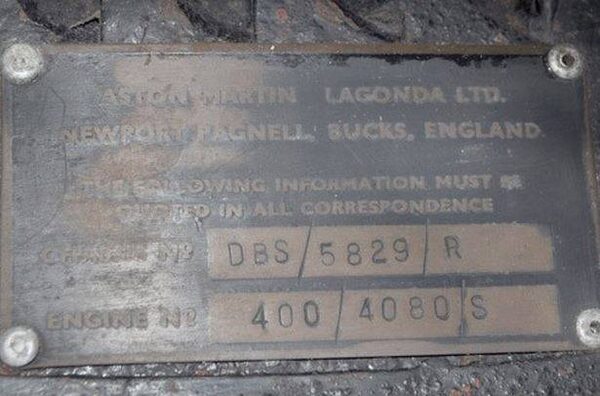 ASTON MARTIN LAGONDA LTD.
NEWPORT PAGNELL, BUCKS, ENGLAND
THE FOLLOWING INFORMATION MUST BE
QUOTED IN ALL CORRESPONDENCE
CHASSIS Nº DBS/5829/R
ENGINE Nº 400/4080/S